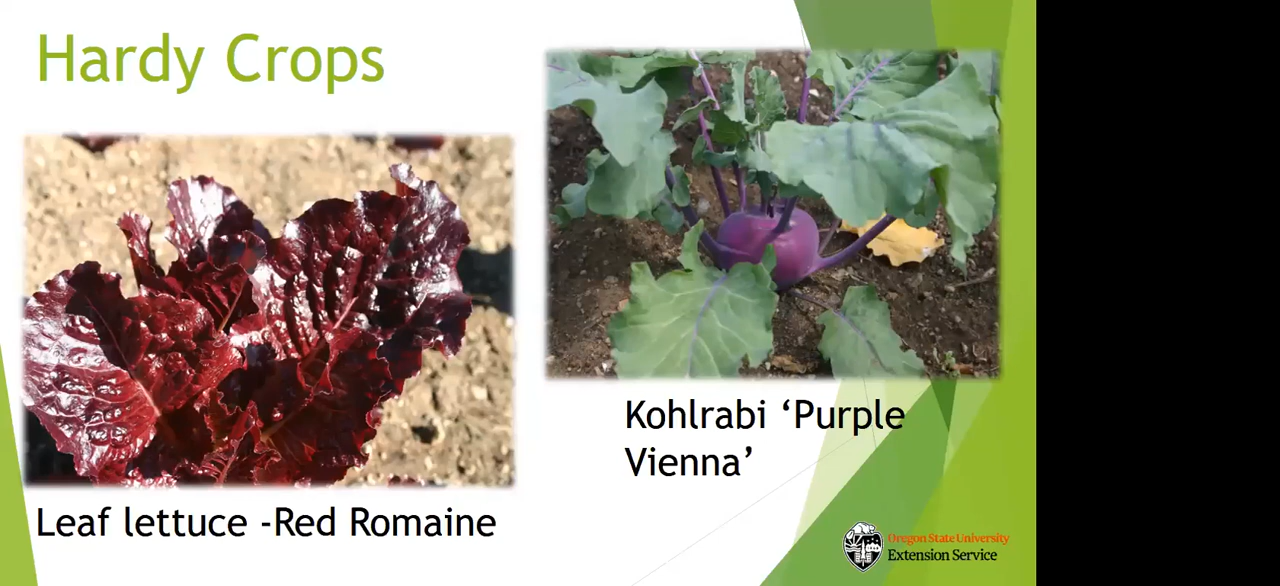 Hardy Crops
Leaf lettuce -Red Romaine
Kohlrabi ‘Purple
Vienna’
Oregon State University
Extension Service